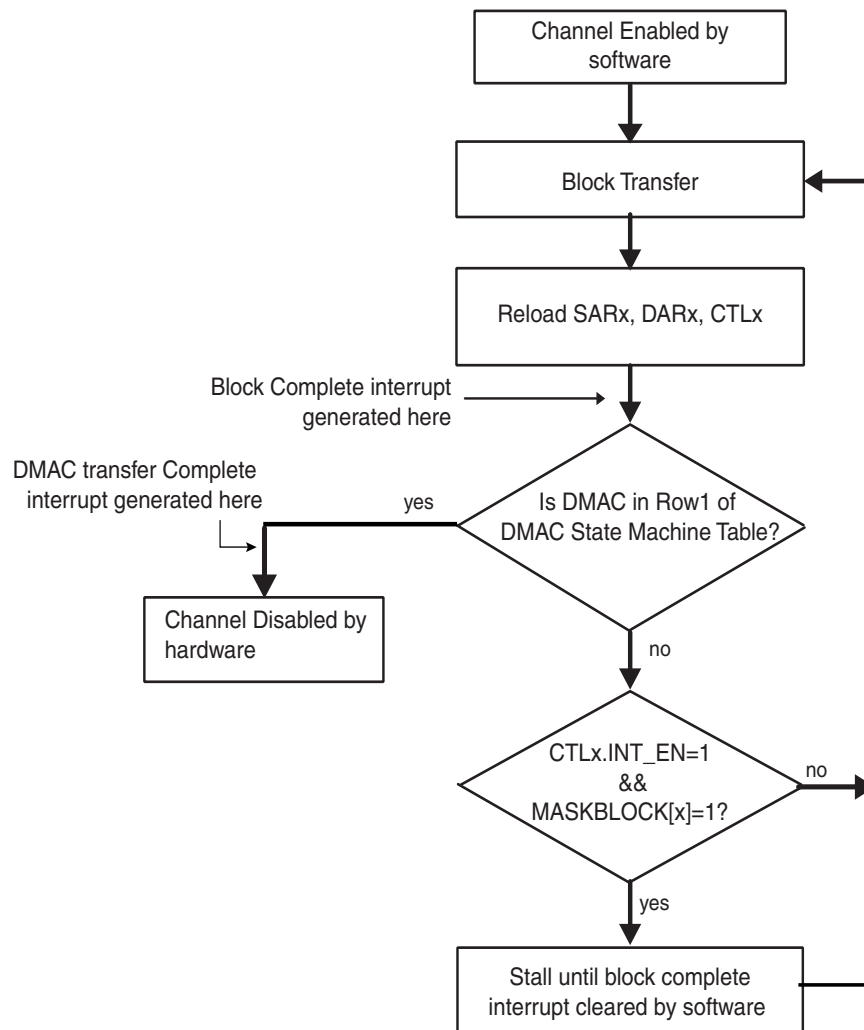 Channel Enabled by
software
Block Transfer
Reload SARx, DARx, CTLx
Block Complete interrupt
generated here
DMAC transfer Complete
interrupt generated here
yes
Is DMAC in Row1 of
DMAC State Machine Table?
Channel Disabled by
hardware
no
CTLx.INT_EN=1
&&
MASKBLOCK[x]=1?
no
yes
Stall until block complete
interrupt cleared by software